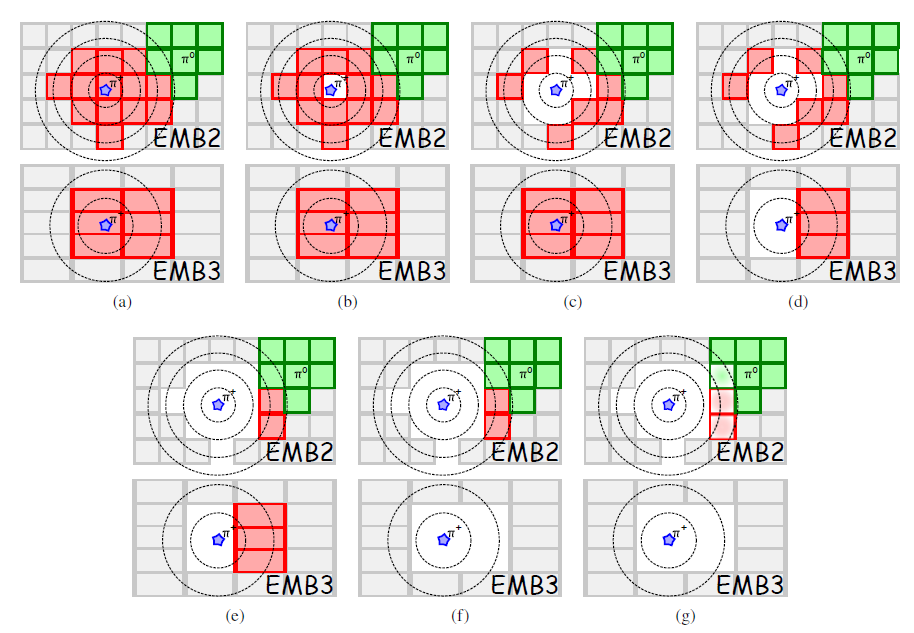 π⁺ π⁰ EMB2 π⁺ π⁰ EMB2 π⁺ π⁰ EMB2 π⁺ π⁰ EMB2
π⁺ EMB3 π⁺ EMB3 π⁺ EMB3 π⁺ EMB3
(a) (b) (c) (d)
π⁺ π⁰ EMB2 π⁺ π⁰ EMB2 π⁺ π⁰ EMB2
π⁺ EMB3 π⁺ EMB3 π⁺ EMB3
(e) (f) (g)